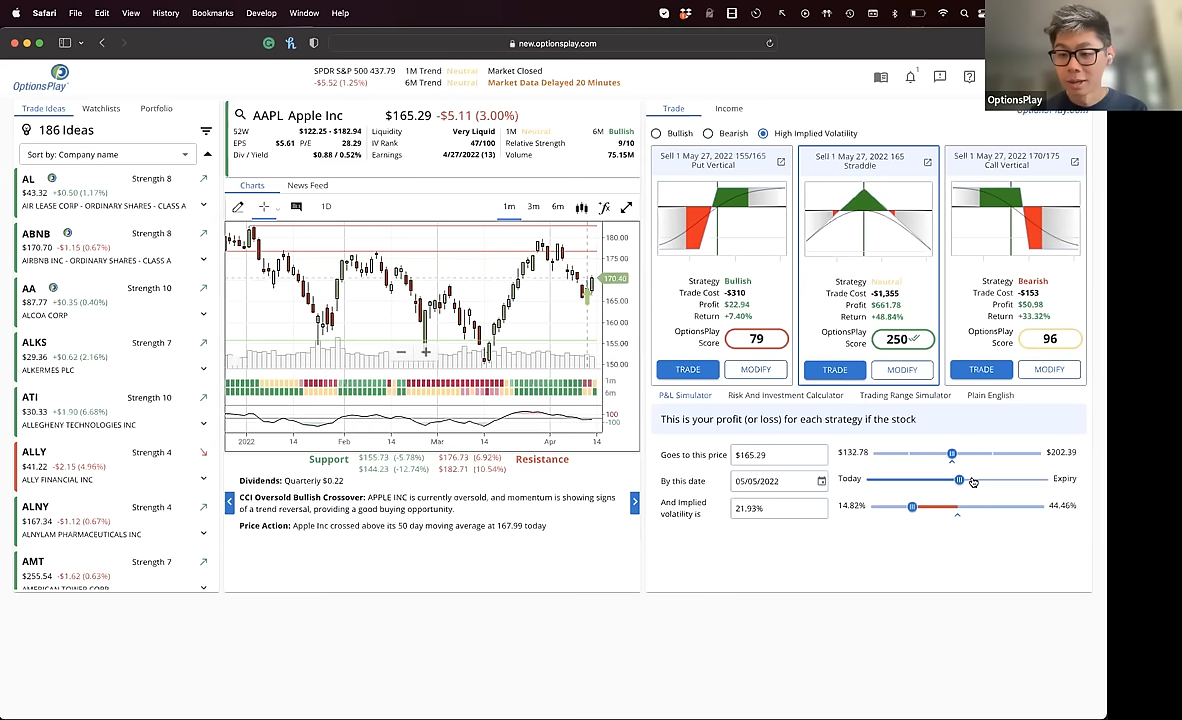 Safari File Edit View History Bookmarks Develop Window Help
new.optionsplay.com
OptionsPlay
OptionsPlay
SPDR S&P 500 437.79 1M Trend Neutral Market Closed
-$5.52 (1.25%) 6M Trend Neutral Market Data Delayed 20 Minutes
1
Trade Ideas Watchlists Portfolio
186 Ideas
Sort by: Company name
AL Strength 8
$43.32 +$0.50 (1.17%)
AIR LEASE CORP - ORDINARY SHARES - CLASS A
ABNB Strength 8
$170.70 -$1.15 (0.67%)
AIRBNB INC - ORDINARY SHARES - CLASS A
AA Strength 10
$87.77 +$0.35 (0.40%)
ALCOA CORP
ALKS Strength 7
$29.36 +$0.62 (2.16%)
ALKERMES PLC
ATI Strength 10
$30.33 +$1.90 (6.68%)
ALLEGHENY TECHNOLOGIES INC
ALLY Strength 4
$41.22 -$2.15 (4.96%)
ALLY FINANCIAL INC
ALNY Strength 4
$167.34 -$1.12 (0.67%)
ALNYLAM PHARMACEUTICALS INC
AMT Strength 7
$255.54 -$1.62 (0.63%)
AMERICAN TOWER CORP
AAPL Apple Inc $165.29 -$5.11 (3.00%)
52W $122.25 - $182.94 Liquidity Very Liquid 1M Neutral 6M Bullish
EPS $5.61 P/E 28.29 IV Rank 47/100 Relative Strength 9/10
Div / Yield $0.88 / 0.52% Earnings 4/27/2022 (13) Volume 75.15M
Charts News Feed
1D 1m 3m 6m
180.00
175.00
170.40
165.00
160.00
155.00
150.00
1m
6m
100
-100
2022 14 Feb 14 Mar 14 Apr 14
Support $155.73 (-5.78%) $176.73 (6.92%) Resistance
$144.23 (-12.74%) $182.71 (10.54%)
Dividends: Quarterly $0.22
CCI Oversold Bullish Crossover: APPLE INC is currently oversold, and momentum is showing signs
of a trend reversal, providing a good buying opportunity.
Price Action: Apple Inc crossed above its 50 day moving average at 167.99 today
Trade Income
Bullish Bearish High Implied Volatility
Sell 1 May 27, 2022 155/165
Put Vertical
Strategy Bullish
Trade Cost -$310
Profit $22.94
Return +7.40%
OptionsPlay
Score 79
TRADE MODIFY
Sell 1 May 27, 2022 165
Straddle
Strategy Neutral
Trade Cost -$1,355
Profit $661.78
Return +48.84%
OptionsPlay
Score 250
TRADE MODIFY
Sell 1 May 27, 2022 170/175
Call Vertical
Strategy Bearish
Trade Cost -$153
Profit $50.98
Return +33.32%
OptionsPlay
Score 96
TRADE MODIFY
P&L Simulator Risk And Investment Calculator Trading Range Simulator Plain English
This is your profit (or loss) for each strategy if the stock
Goes to this price $165.29 $132.78 $202.39
By this date 05/05/2022 Today Expiry
And Implied
volatility is 21.93% 14.82% 44.46%